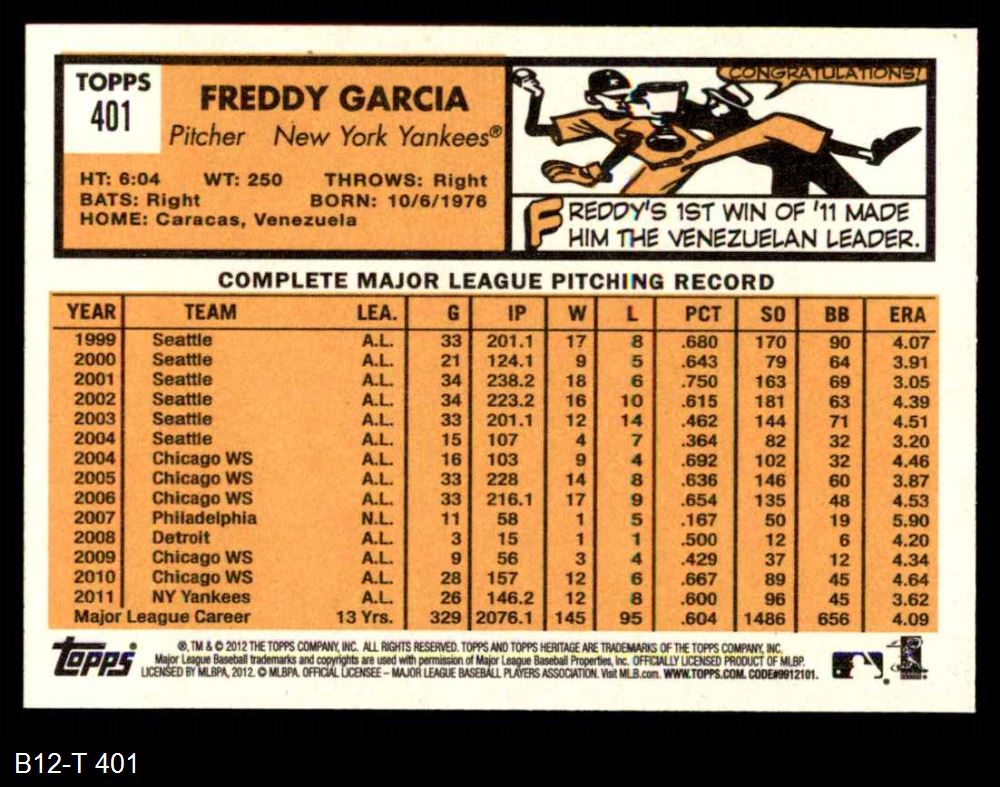 TOPPS
401
FREDDY GARCIA
Pitcher New York Yankees®
HT: 6:04 WT: 250 THROWS: Right
BATS: Right BORN: 10/6/1976
HOME: Caracas, Venezuela
CONGRATULATIONS!
FREDDY'S 1ST WIN OF '11 MADE
HIM THE VENEZUELAN LEADER.
COMPLETE MAJOR LEAGUE PITCHING RECORD
YEAR TEAM LEA. G IP W L PCT SO BB ERA
1999 Seattle A.L. 33 201.1 17 8 .680 170 90 4.07
2000 Seattle A.L. 21 124.1 9 5 .643 79 64 3.91
2001 Seattle A.L. 34 238.2 18 6 .750 163 69 3.05
2002 Seattle A.L. 34 223.2 16 10 .615 181 63 4.39
2003 Seattle A.L. 33 201.1 12 14 .462 144 71 4.51
2004 Seattle A.L. 15 107 4 7 .364 82 32 3.20
2004 Chicago WS A.L. 16 103 9 4 .692 102 32 4.46
2005 Chicago WS A.L. 33 228 14 8 .636 146 60 3.87
2006 Chicago WS A.L. 33 216.1 17 9 .654 135 48 4.53
2007 Philadelphia N.L. 11 58 1 5 .167 50 19 5.90
2008 Detroit A.L. 3 15 1 1 .500 12 6 4.20
2009 Chicago WS A.L. 9 56 3 4 .429 37 12 4.34
2010 Chicago WS A.L. 28 157 12 6 .667 89 45 4.64
2011 NY Yankees A.L. 26 146.2 12 8 .600 96 45 3.62
Major League Career 13 Yrs. 329 2076.1 145 95 .604 1486 656 4.09
Topps®
®, TM & © 2012 THE TOPPS COMPANY, INC. ALL RIGHTS RESERVED. TOPPS AND TOPPS HERITAGE ARE TRADEMARKS OF THE TOPPS COMPANY, INC.
Major League Baseball trademarks and copyrights are used with permission of Major League Baseball Properties, Inc. OFFICIALLY LICENSED PRODUCT OF MLBP.
LICENSED BY MLBPA, 2012. © MLBPA. OFFICIAL LICENSEE – MAJOR LEAGUE BASEBALL PLAYERS ASSOCIATION. Visit MLB.com. WWW.TOPPS.COM. CODE#9912101.
B12-T 401